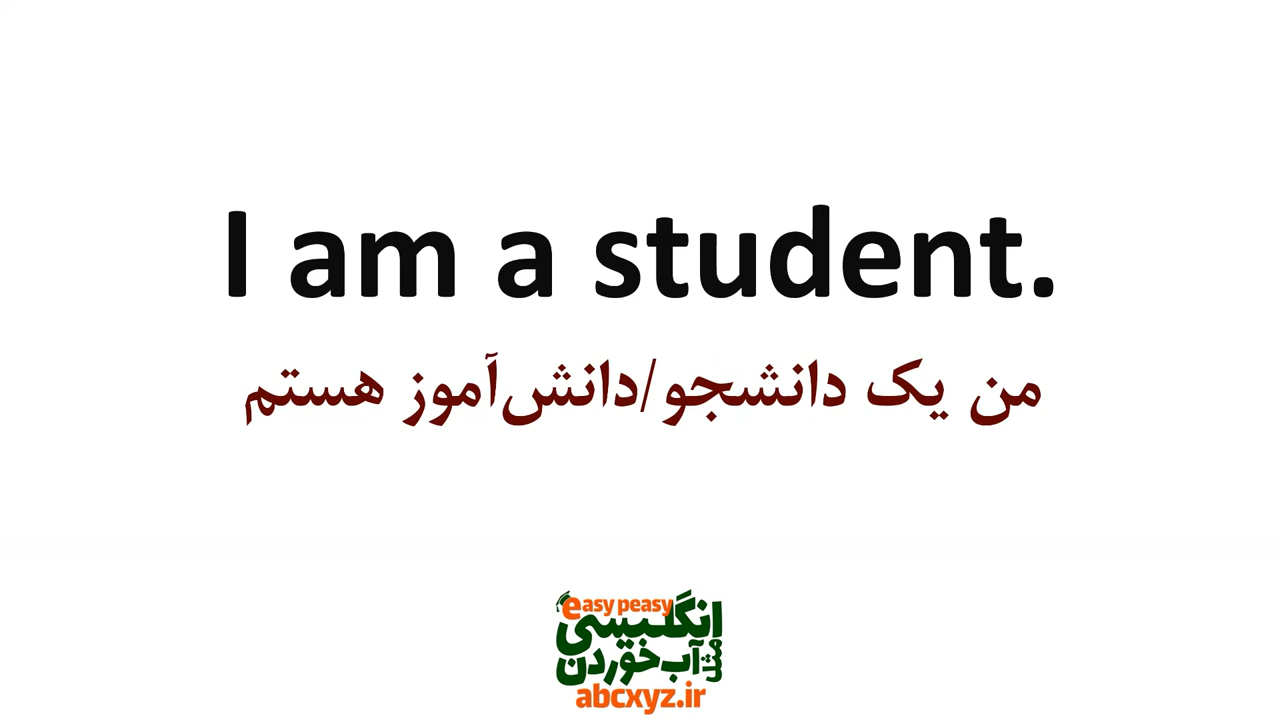 I am a student.
من یک دانشجو/دانش‌آموز هستم
easy peasy
انگلیسی
مثل آب خوردن
abcxyz.ir